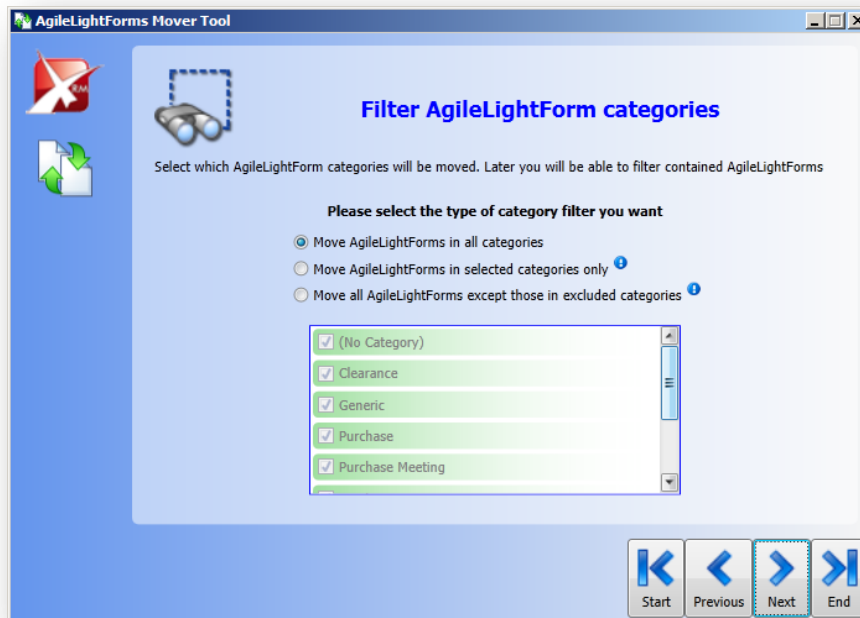 AgileLightForms Mover Tool
RM
Filter AgileLightForm categories
Select which AgileLightForm categories will be moved. Later you will be able to filter contained AgileLightForms
Please select the type of category filter you want
Move AgileLightForms in all categories
Move AgileLightForms in selected categories only
Move all AgileLightForms except those in excluded categories
(No Category)
Clearance
Generic
Purchase
Purchase Meeting
Start Previous Next End